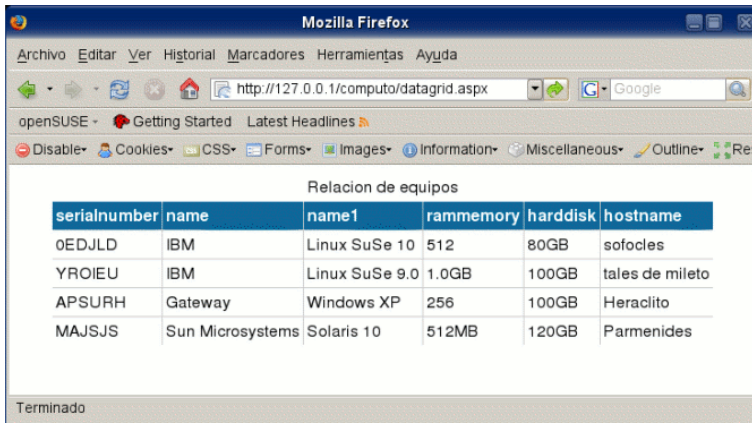 Mozilla Firefox
Archivo Editar Ver Historial Marcadores Herramientas Ayuda
http://127.0.0.1/computo/datagrid.aspx G Google
openSUSE Getting Started Latest Headlines
Disable Cookies CSS Forms Images Information Miscellaneous Outline Re
Relacion de equipos
serialnumber name name1 rammemory harddisk hostname
0EDJLD IBM Linux SuSe 10 512 80GB sofocles
YROIEU IBM Linux SuSe 9.0 1.0GB 100GB tales de mileto
APSURH Gateway Windows XP 256 100GB Heraclito
MAJSJS Sun Microsystems Solaris 10 512MB 120GB Parmenides
Terminado